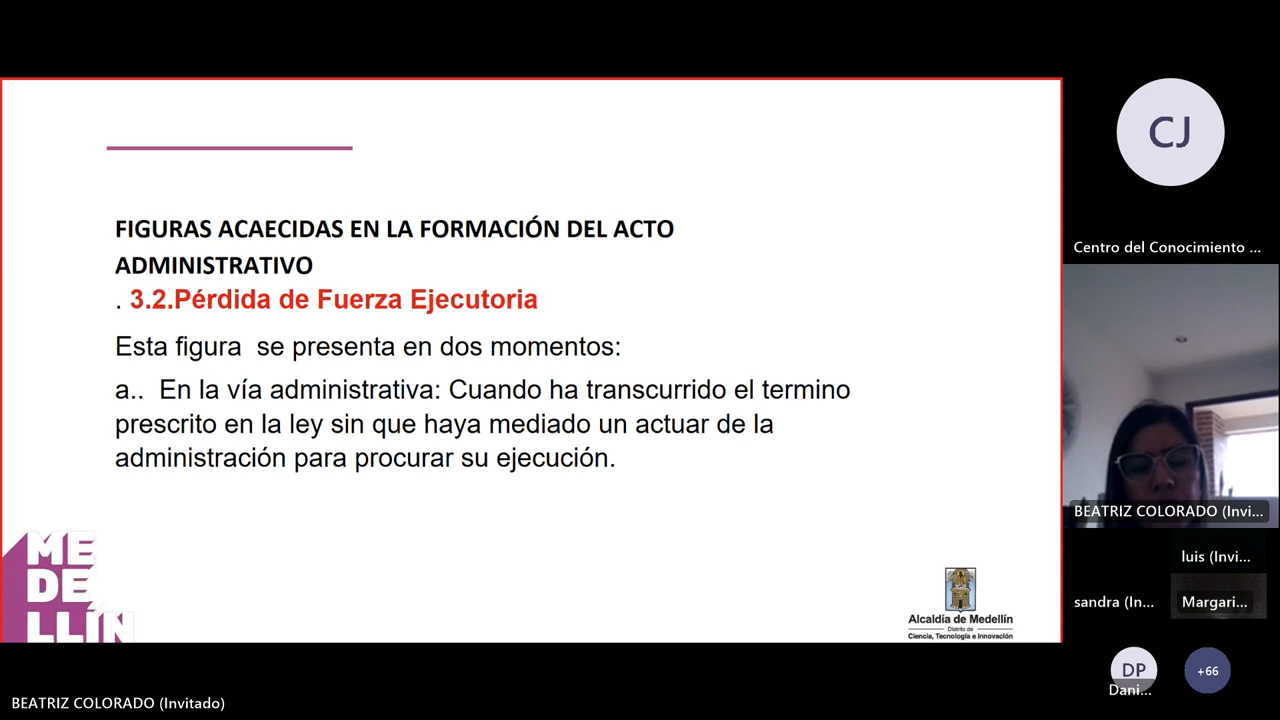 FIGURAS ACAECIDAS EN LA FORMACIÓN DEL ACTO
ADMINISTRATIVO
. 3.2.Pérdida de Fuerza Ejecutoria
Esta figura se presenta en dos momentos:
a.. En la vía administrativa: Cuando ha transcurrido el termino
prescrito en la ley sin que haya mediado un actuar de la
administración para procurar su ejecución.
ME
DE
LLÍN
Alcaldía de Medellín
Distrito de
Ciencia, Tecnología e Innovación
CJ
Centro del Conocimiento ...
BEATRIZ COLORADO (Invi...
luis (Invi...
sandra (In...
Margari...
DP
+66
Dani...
BEATRIZ COLORADO (Invitado)